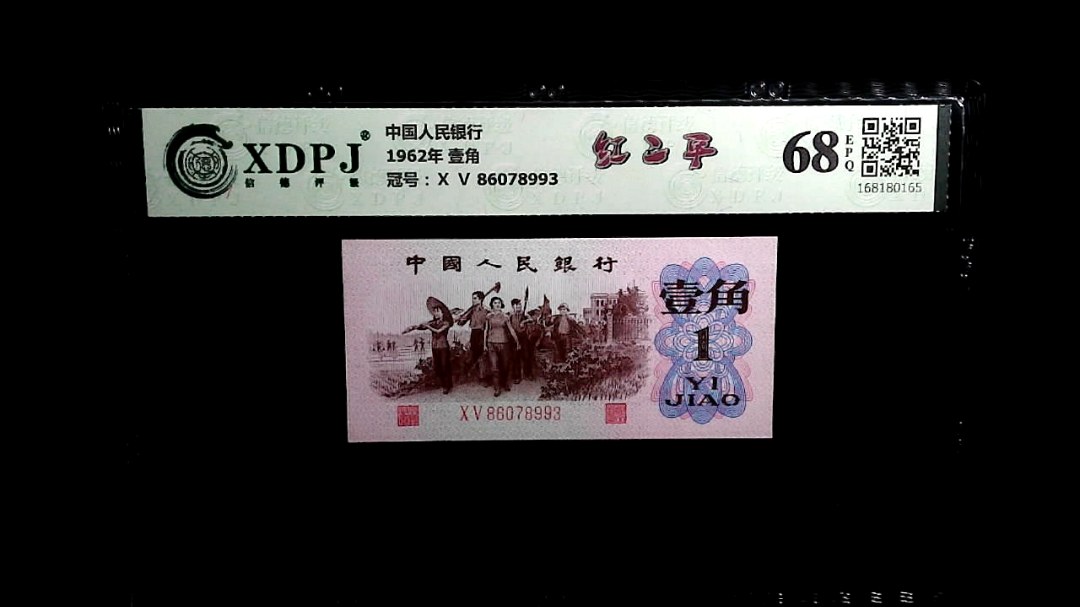 XDPJ®
信德评级
中国人民银行
1962年 壹角
冠号：X V 86078993
红二平
68
EPQ
168180165
中國人民銀行
壹角
1
YI
JIAO
X V 86078993